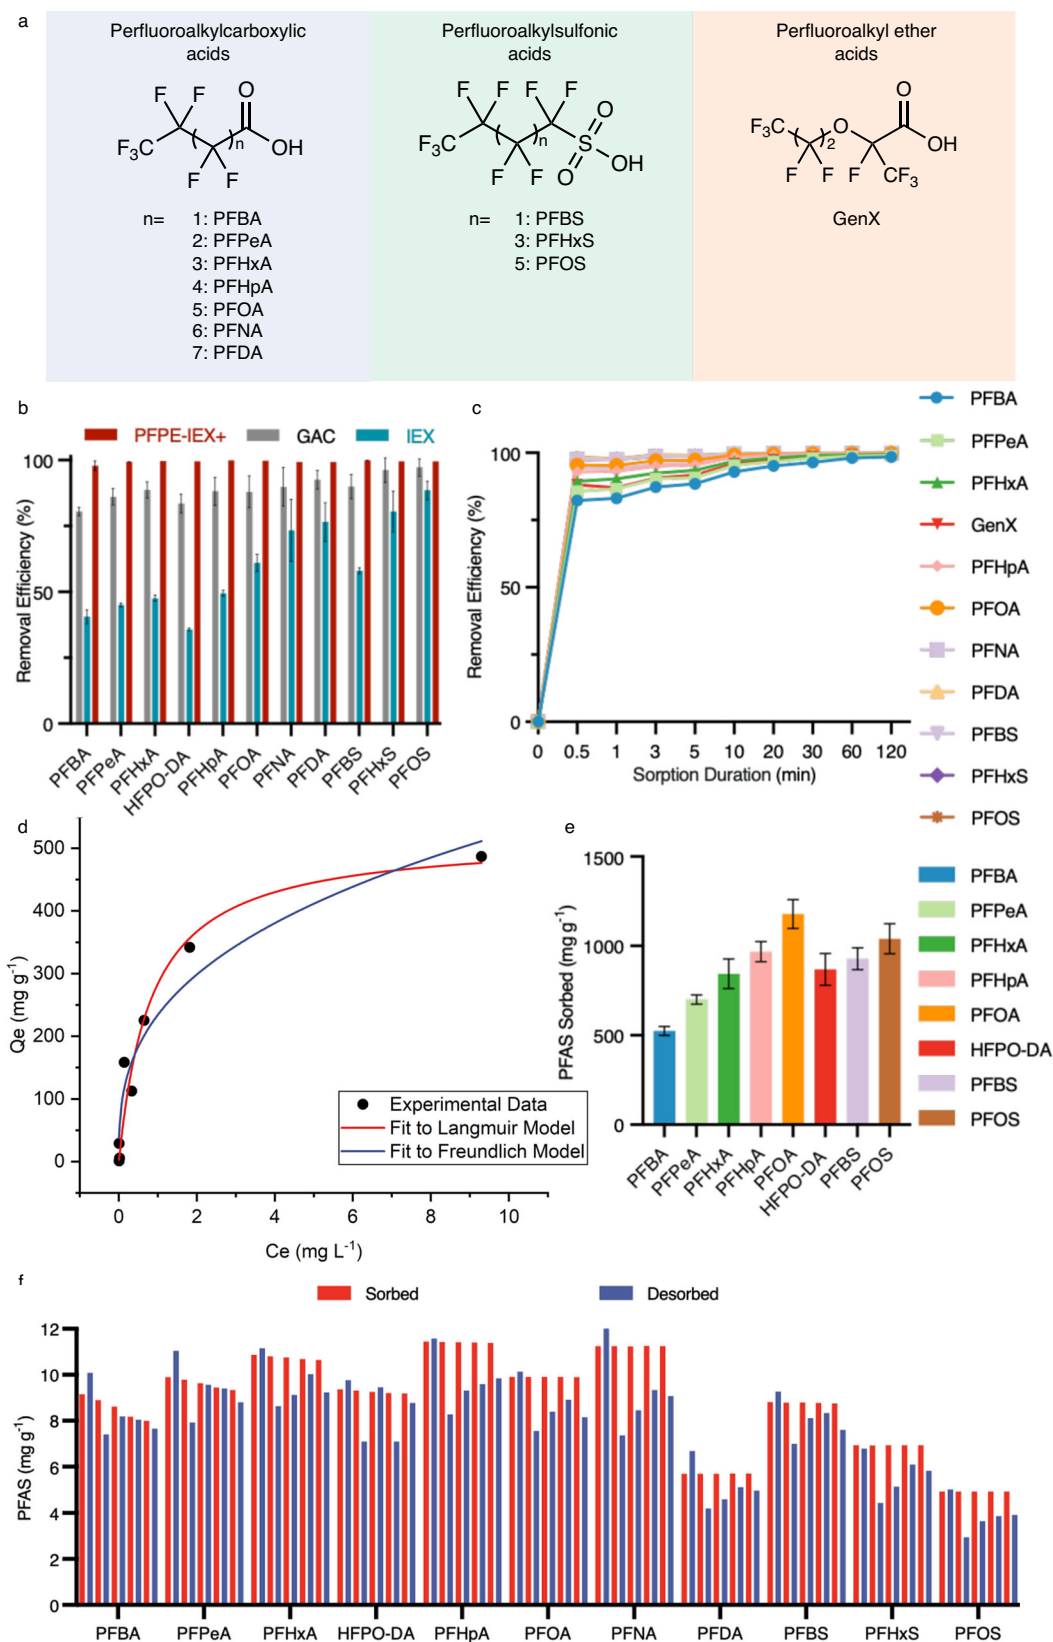 a
Perfluoroalkylcarboxylic
acids
Perfluoroalkylsulfonic
acids
Perfluoroalkyl ether
acids
F F O
F3C n OH
F F
F F F F O
F3C n S
F F O OH
F3C 2 O O
OH
F F F CF3
n= 1: PFBA
2: PFPeA
3: PFHxA
4: PFHpA
5: PFOA
6: PFNA
7: PFDA
n= 1: PFBS
3: PFHxS
5: PFOS
GenX
b
PFPE-IEX+ GAC IEX
Removal Efficiency (%)
100
50
0
PFBA
PFPeA
PFHxA
HFPO-DA
PFHpA
PFOA
PFNA
PFDA
PFBS
PFHxS
PFOS
c
Removal Efficiency (%)
100
50
0
0 0.5 1 3 5 10 20 30 60 120
Sorption Duration (min)
PFBA
PFPeA
PFHxA
GenX
PFHpA
PFOA
PFNA
PFDA
PFBS
PFHxS
PFOS
d
Qe (mg g-1)
500
400
300
200
100
0
0 2 4 6 8 10
Ce (mg L-1)
Experimental Data
Fit to Langmuir Model
Fit to Freundlich Model
e
PFAS Sorbed (mg g-1)
1500
1000
500
0
PFBA
PFPeA
PFHxA
PFHpA
PFOA
HFPO-DA
PFBS
PFOS
PFBA
PFPeA
PFHxA
PFHpA
PFOA
HFPO-DA
PFBS
PFOS
f
Sorbed Desorbed
PFAS (mg g-1)
12
10
8
6
4
2
0
PFBA PFPeA PFHxA HFPO-DA PFHpA PFOA PFNA PFDA PFBS PFHxS PFOS